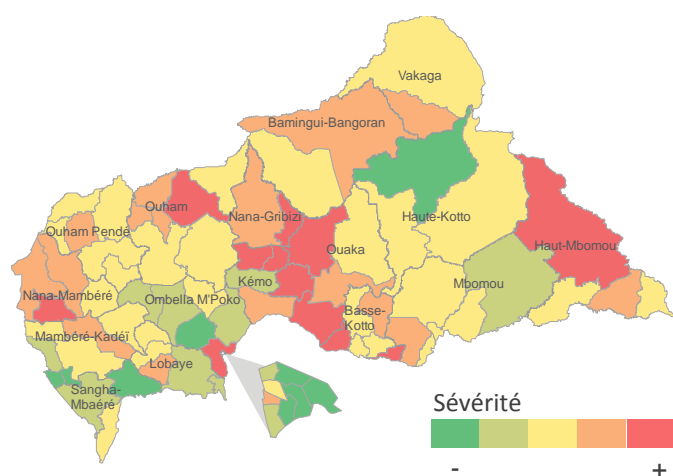 Vakaga
Bamingui-Bangoran
Ouham
Nana-Gribizi
Haute-Kotto
Ouham Pendé
Ouaka
Haut-Mbomou
Kémo
Mbomou
Nana-Mambéré
Ombella M'Poko
Basse-
Kotto
Mambéré-Kadéï
Lobaye
Sangha-
Mbaéré
Sévérité
- +